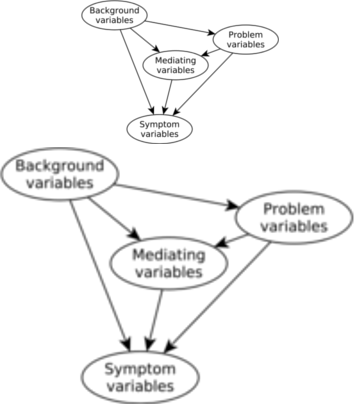 Background
variables
Problem
variables
Mediating
variables
Symptom
variables
Background
variables
Problem
variables
Mediating
variables
Symptom
variables